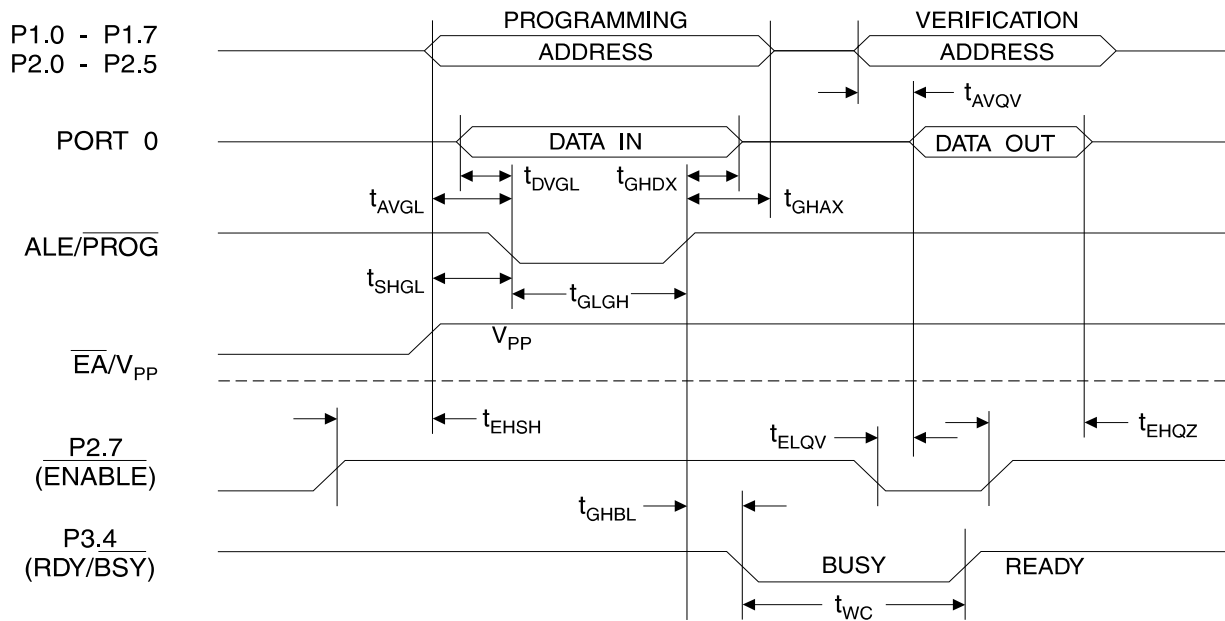 PROGRAMMING VERIFICATION
P1.0 - P1.7
P2.0 - P2.5
ADDRESS ADDRESS
tAVQV
PORT 0
DATA IN DATA OUT
tDVGL tGHDX
tAVGL tGHAX
ALE/PROG
tSHGL tGLGH
VPP
EA/VPP
tEHSH tELQV tEHQZ
P2.7
(ENABLE)
tGHBL
P3.4
(RDY/BSY)
BUSY READY
tWC